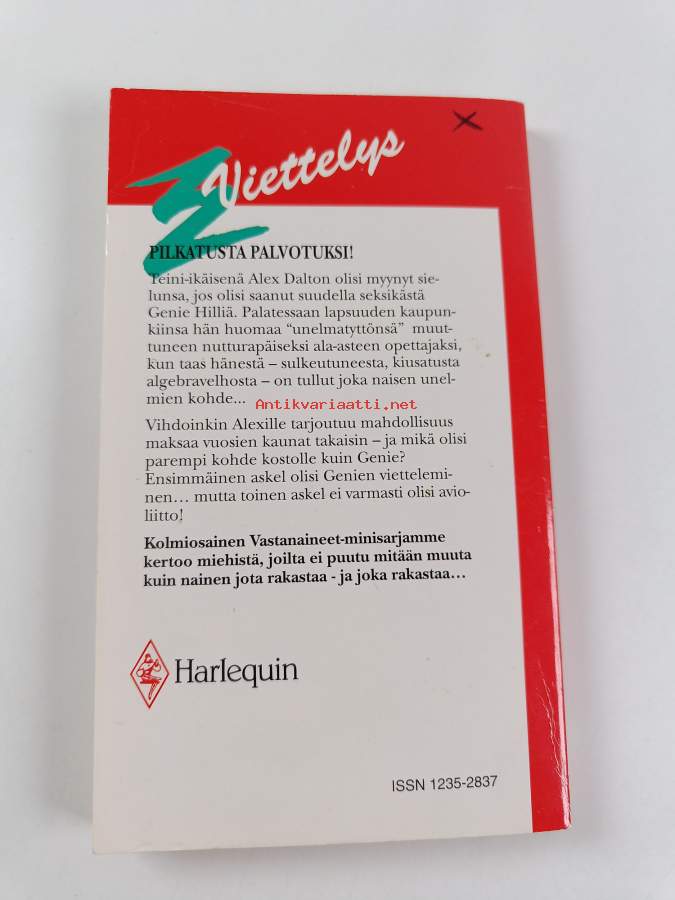 Viettelys
PILKATUSTA PALVOTUKSI!
Teini-ikäisenä Alex Dalton olisi myynyt sie-
lunsa, jos olisi saanut suudella seksikästä
Genie Hilliä. Palatessaan lapsuuden kaupun-
kiinsa hän huomaa “unelmatyttönsä” muut-
tuneen nutturapäiseksi ala-asteen opettajaksi,
kun taas hänestä – sulkeutuneesta, kiusatusta
algebravelhosta – on tullut joka naisen unel-
mien kohde...
Antikvariaatti.net
Vihdoinkin Alexille tarjoutuu mahdollisuus
maksaa vuosien kaunat takaisin – ja mikä olisi
parempi kohde kostolle kuin Genie?
Ensimmäinen askel olisi Genien viettelemi-
nen… mutta toinen askel ei varmasti olisi avio-
liitto!
Kolmiosainen Vastanaineet-minisarjamme
kertoo miehistä, joilta ei puutu mitään muuta
kuin nainen jota rakastaa - ja joka rakastaa…
Harlequin
ISSN 1235-2837